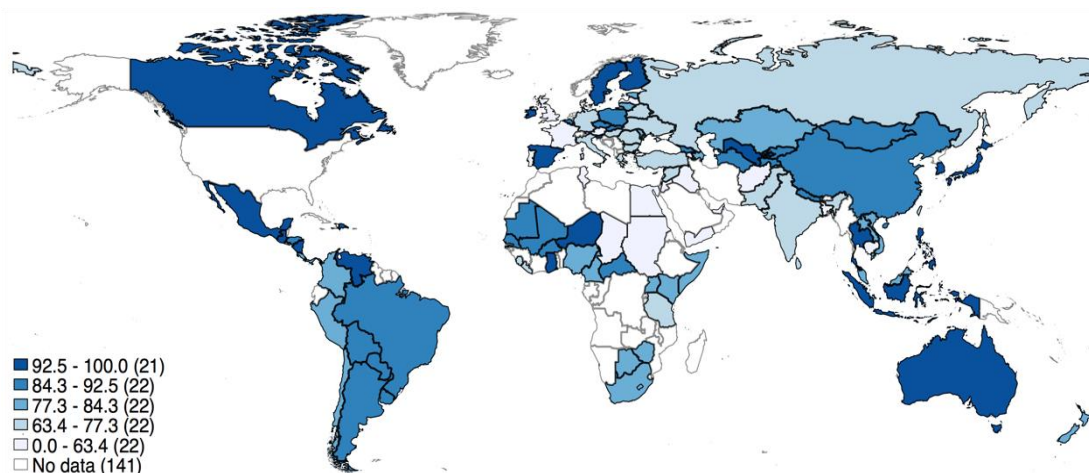 92.5 - 100.0 (21)
84.3 - 92.5 (22)
77.3 - 84.3 (22)
63.4 - 77.3 (22)
0.0 - 63.4 (22)
No data (141)